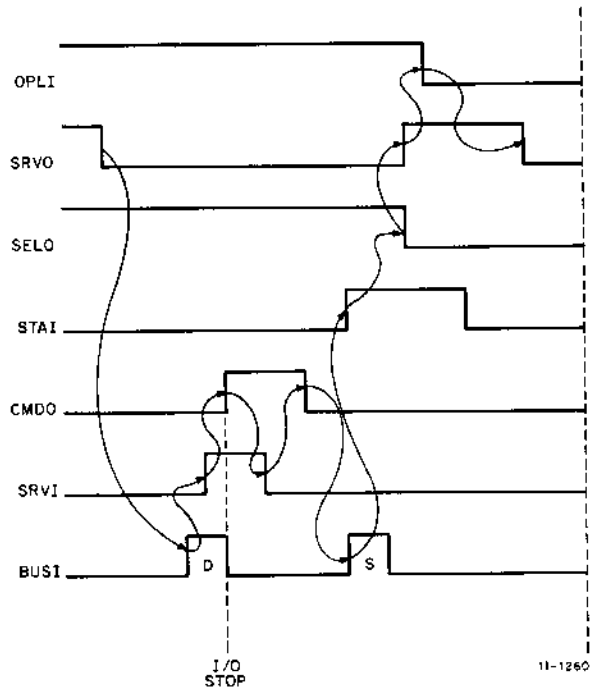 OPLI
SRVO
SELO
STAI
CMDO
SRVI
BUSI
D
S
I/O
STOP
11-1260